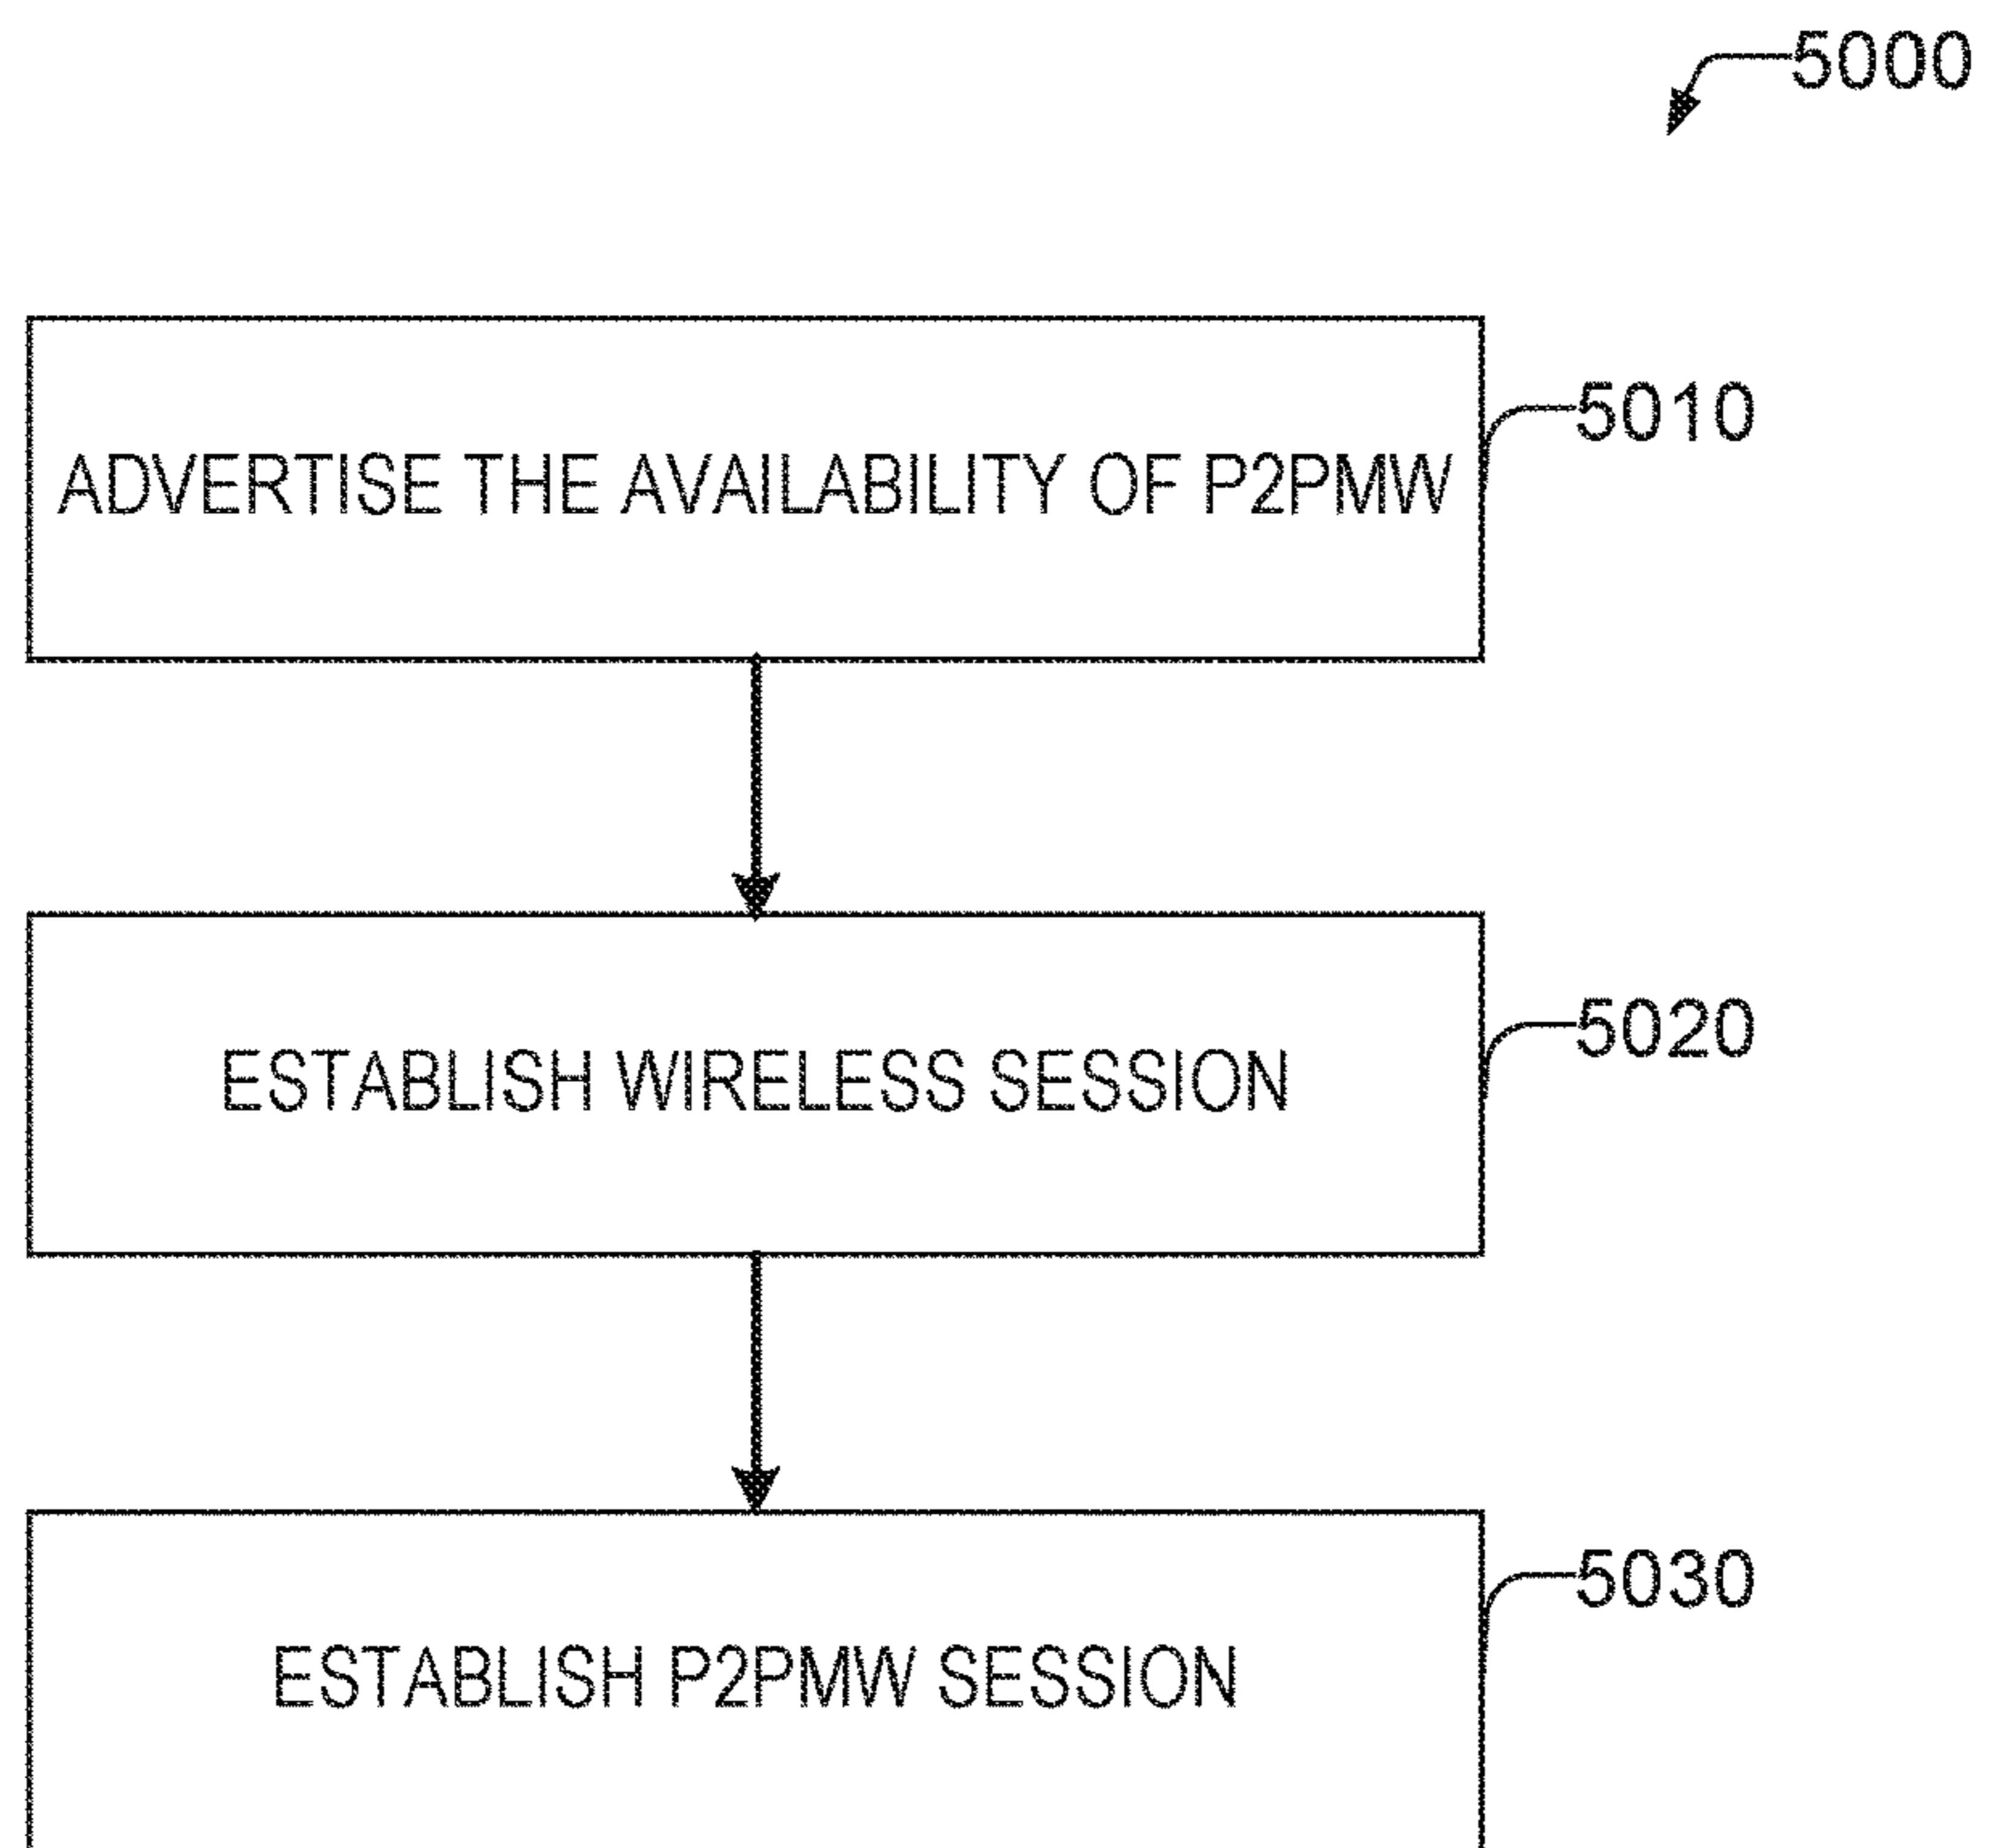 5000
5010
ADVERTISE THE AVAILABILITY OF P2PMW
5020
ESTABLISH WIRELESS SESSION
5030
ESTABLISH P2PMW SESSION